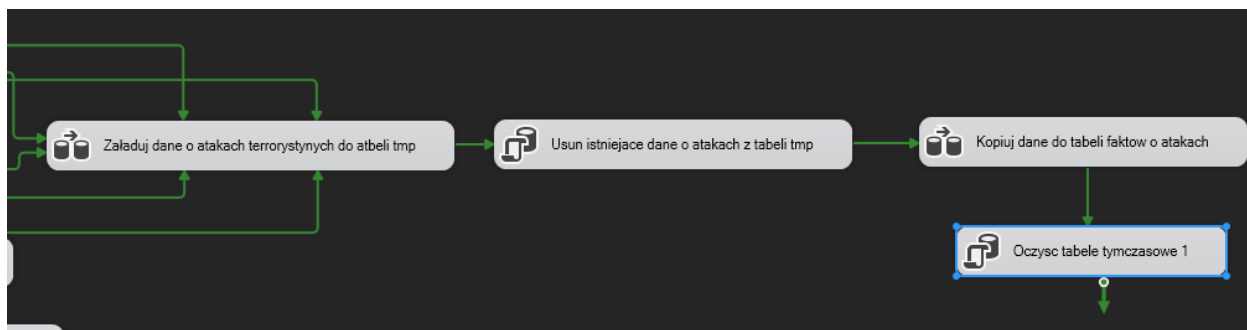 Załaduj dane o atakach terrorystynych do atbeli tmp
Usun istniejace dane o atakach z tabeli tmp
Kopiuj dane do tabeli faktow o atakach
Oczysc tabele tymczasowe 1